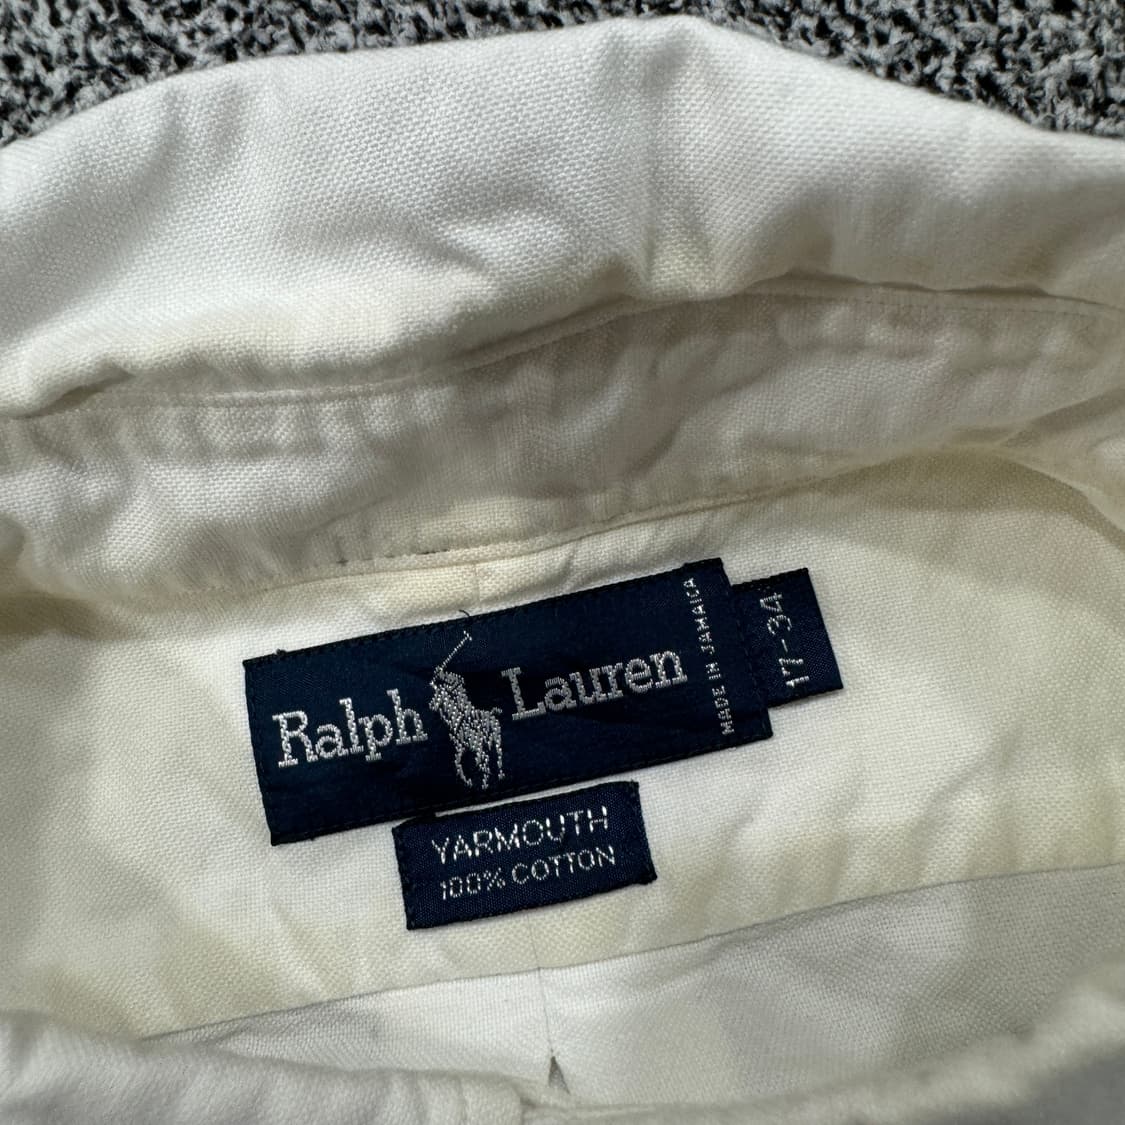 Ralph Lauren
MADE IN JAMAICA
17-34
YARMOUTH
100% COTTON